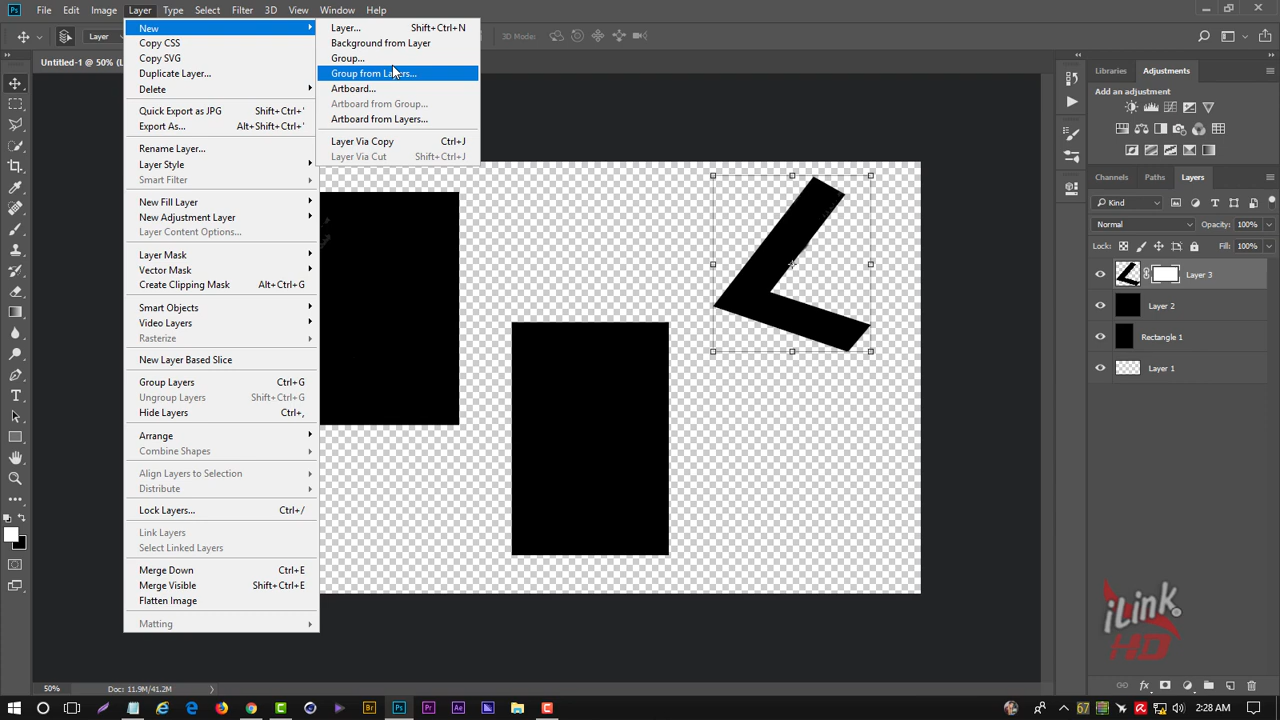 Ps File Edit Image Layer Type Select Filter 3D View Window Help
Layer 3D Mode:
Untitled-1 @ 50% (L
New
Copy CSS
Copy SVG
Duplicate Layer...
Delete
Quick Export as JPG Shift+Ctrl+'
Export As... Alt+Shift+Ctrl+'
Rename Layer...
Layer Style
Smart Filter
New Fill Layer
New Adjustment Layer
Layer Content Options...
Layer Mask
Vector Mask
Create Clipping Mask Alt+Ctrl+G
Smart Objects
Video Layers
Rasterize
New Layer Based Slice
Group Layers Ctrl+G
Ungroup Layers Shift+Ctrl+G
Hide Layers Ctrl+,
Arrange
Combine Shapes
Align Layers to Selection
Distribute
Lock Layers... Ctrl+/
Link Layers
Select Linked Layers
Merge Down Ctrl+E
Merge Visible Shift+Ctrl+E
Flatten Image
Matting
Layer... Shift+Ctrl+N
Background from Layer
Group...
Group from Layers...
Artboard...
Artboard from Group...
Artboard from Layers...
Layer Via Copy Ctrl+J
Layer Via Cut Shift+Ctrl+J
Libraries Adjustments
Add an adjustment
Channels Paths Layers
Kind
Normal Opacity: 100%
Lock: Fill: 100%
Layer 3
Layer 2
Rectangle 1
Layer 1
iLink
HD
50% Doc: 11.9M/41.2M
Br Ps Pr Ae 67 2:28 AM